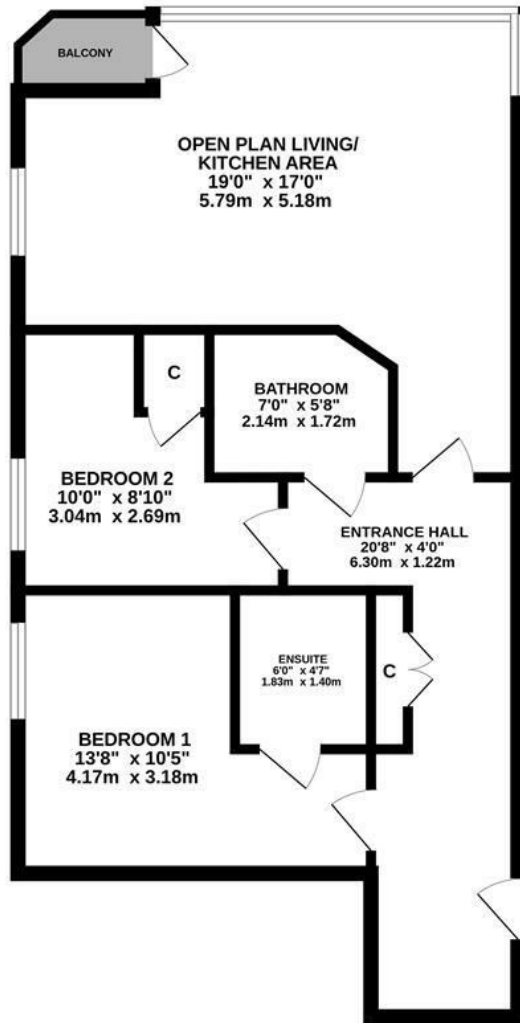 BALCONY
OPEN PLAN LIVING/
KITCHEN AREA
19'0" x 17'0"
5.79m x 5.18m
C
BATHROOM
7'0" x 5'8"
2.14m x 1.72m
BEDROOM 2
10'0" x 8'10"
3.04m x 2.69m
ENTRANCE HALL
20'8" x 4'0"
6.30m x 1.22m
ENSUITE
6'0" x 4'7"
1.83m x 1.40m
C
BEDROOM 1
13'8" x 10'5"
4.17m x 3.18m